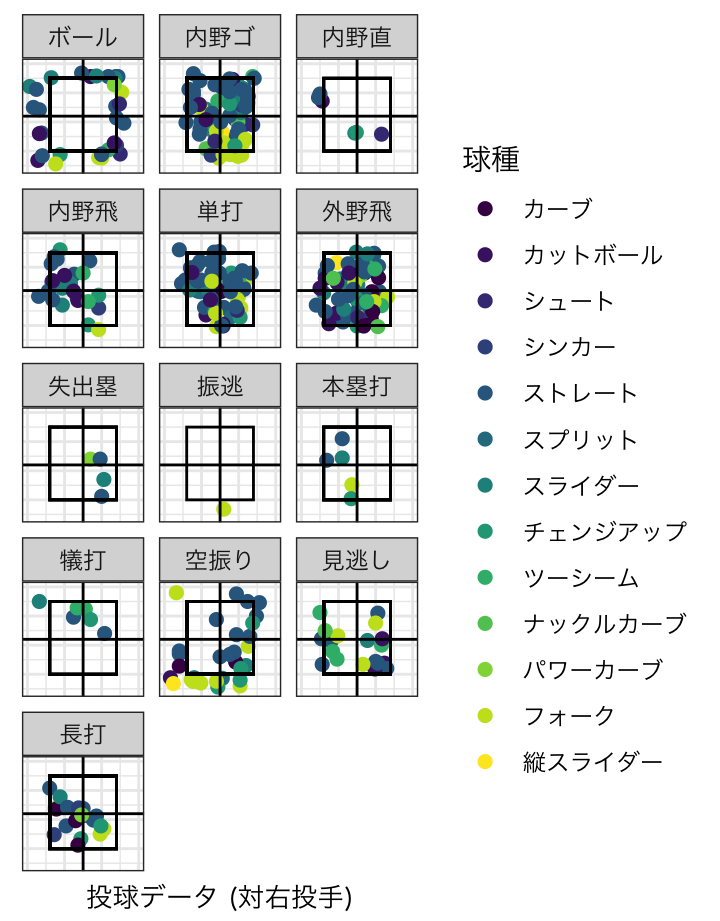 ボール
内野ゴ
内野直
内野飛
単打
外野飛
失出塁
振逃
本塁打
犠打
空振り
見逃し
長打
投球データ (対右投手)
球種
カーブ
カットボール
シュート
シンカー
ストレート
スプリット
スライダー
チェンジアップ
ツーシーム
ナックルカーブ
パワーカーブ
フォーク
縦スライダー